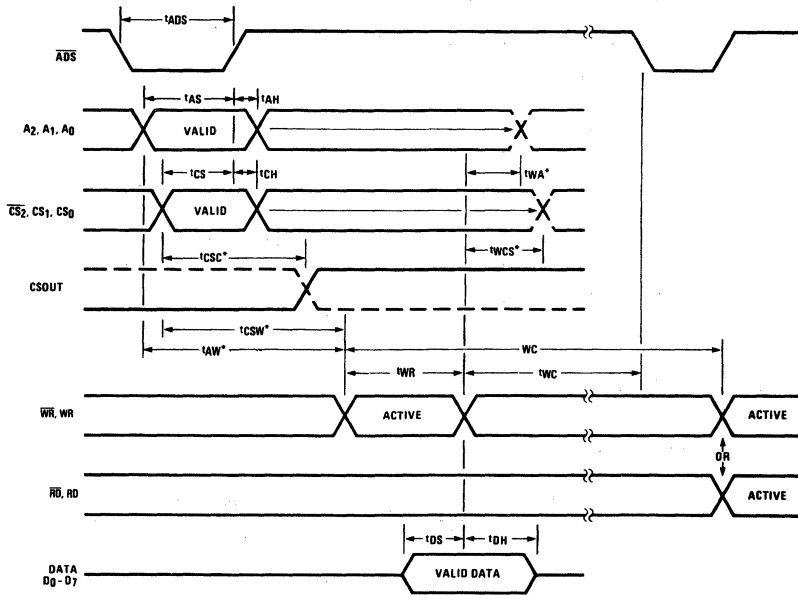 tADS
ADS
tAS tAH
A2, A1, A0 VALID
tCS tCH tWA*
CS2, CS1, CS0 VALID
tCSC* tWCS*
CSOUT
tCSW*
tAW* WC
tWR tWC
WR, WR ACTIVE ACTIVE
OR
RD, RD ACTIVE
tDS tDH
DATA
D0-D7 VALID DATA